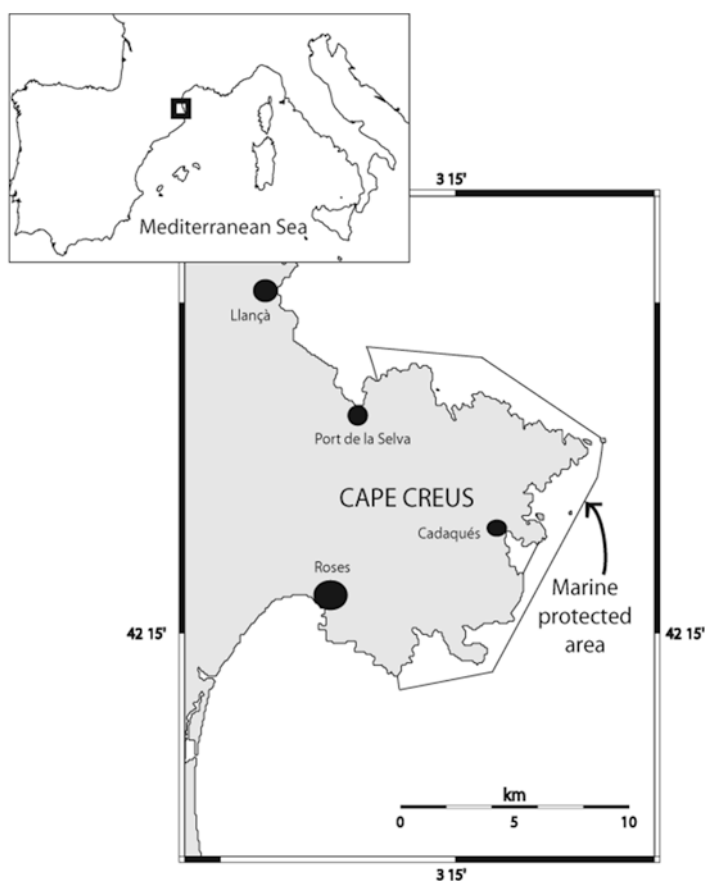 Mediterranean Sea
3 15'
Llançà
Port de la Selva
CAPE CREUS
Cadaqués
Roses
Marine
protected
area
42 15'
42 15'
km
0 5 10
3 15'